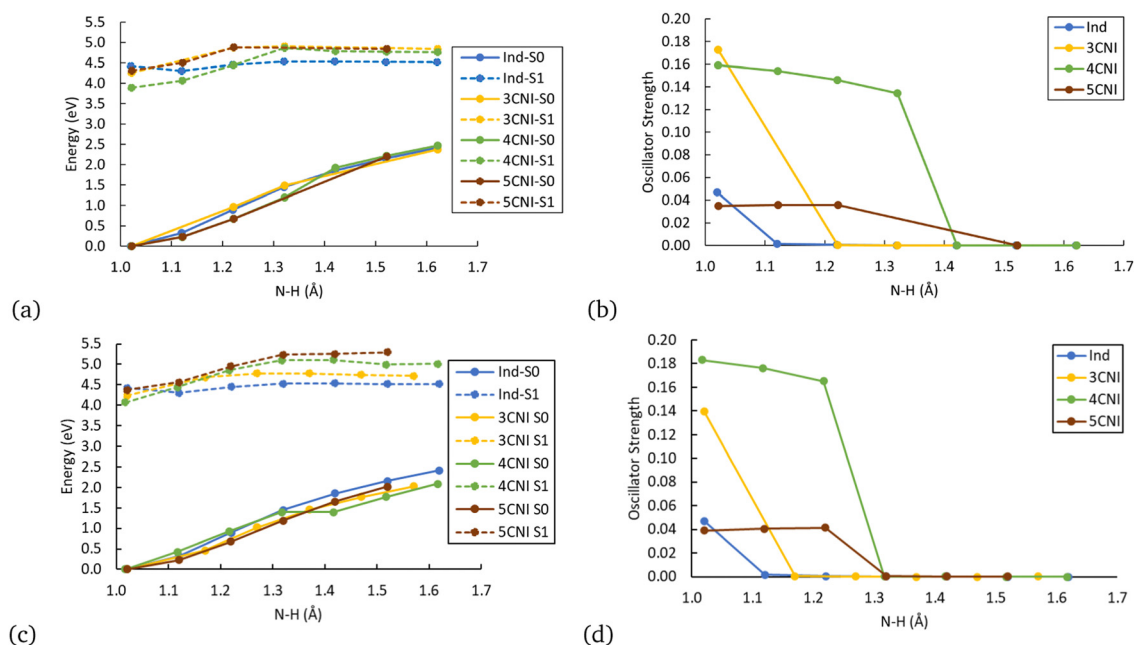 5.5
5.0
4.5
4.0
3.5
3.0
2.5
2.0
1.5
1.0
0.5
0.0
Energy (eV)
1.0 1.1 1.2 1.3 1.4 1.5 1.6 1.7
N-H (Å)
Ind-S0
Ind-S1
3CNI-S0
3CNI-S1
4CNI-S0
4CNI-S1
5CNI-S0
5CNI-S1
(a)
0.20
0.16
0.12
0.08
0.04
0.00
Oscillator Strength
1.0 1.1 1.2 1.3 1.4 1.5 1.6 1.7
N-H (Å)
Ind
3CNI
4CNI
5CNI
(b)
5.5
5.0
4.5
4.0
3.5
3.0
2.5
2.0
1.5
1.0
0.5
0.0
Energy (eV)
1.0 1.1 1.2 1.3 1.4 1.5 1.6 1.7
N-H (Å)
Ind-S0
Ind-S1
3CNI S0
3CNI S1
4CNI S0
4CNI S1
5CNI S0
5CNI S1
(c)
0.20
0.18
0.16
0.14
0.12
0.10
0.08
0.06
0.04
0.02
0.00
Oscillator Strength
1.0 1.1 1.2 1.3 1.4 1.5 1.6 1.7
N-H (Å)
Ind
3CNI
4CNI
5CNI
(d)